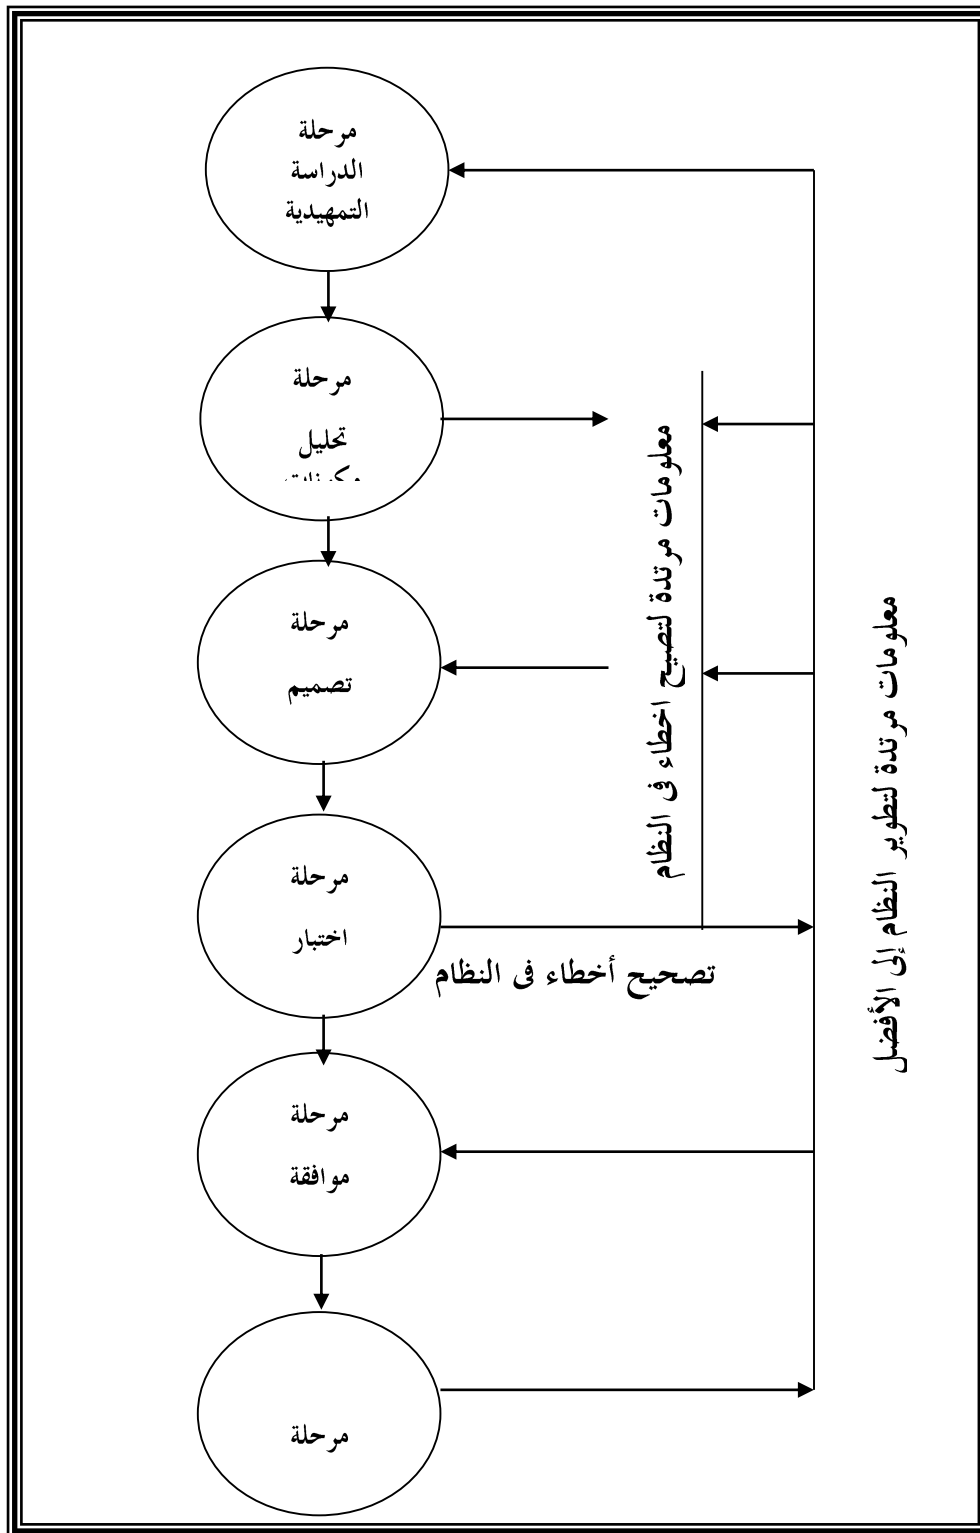 مرحلة
الدراسة
التمهيدية
مرحلة
تحليل
مرحلة
تصميم
مرحلة
اختبار
مرحلة
موافقة
مرحلة
معلومات مرتدة لتصيح اخطاء فى النظام
تصحيح أخطاء فى النظام
معلومات مرتدة لتطوير النظام إلى الأفضل